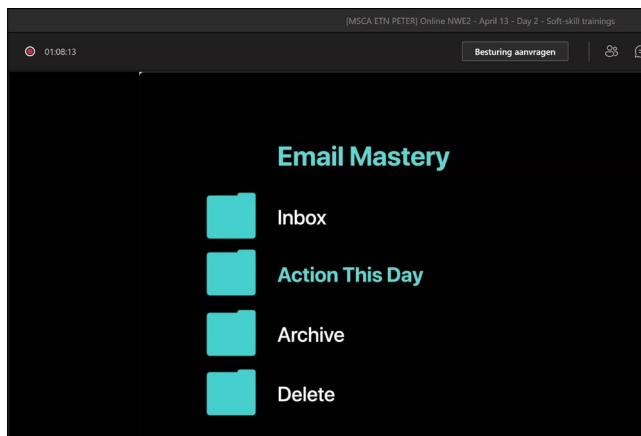 [MSCA ETN PETER] Online NWE2 - April 13 - Day 2 - Soft-skill trainings
01:08:13
Besturing aanvragen
Email Mastery
Inbox
Action This Day
Archive
Delete